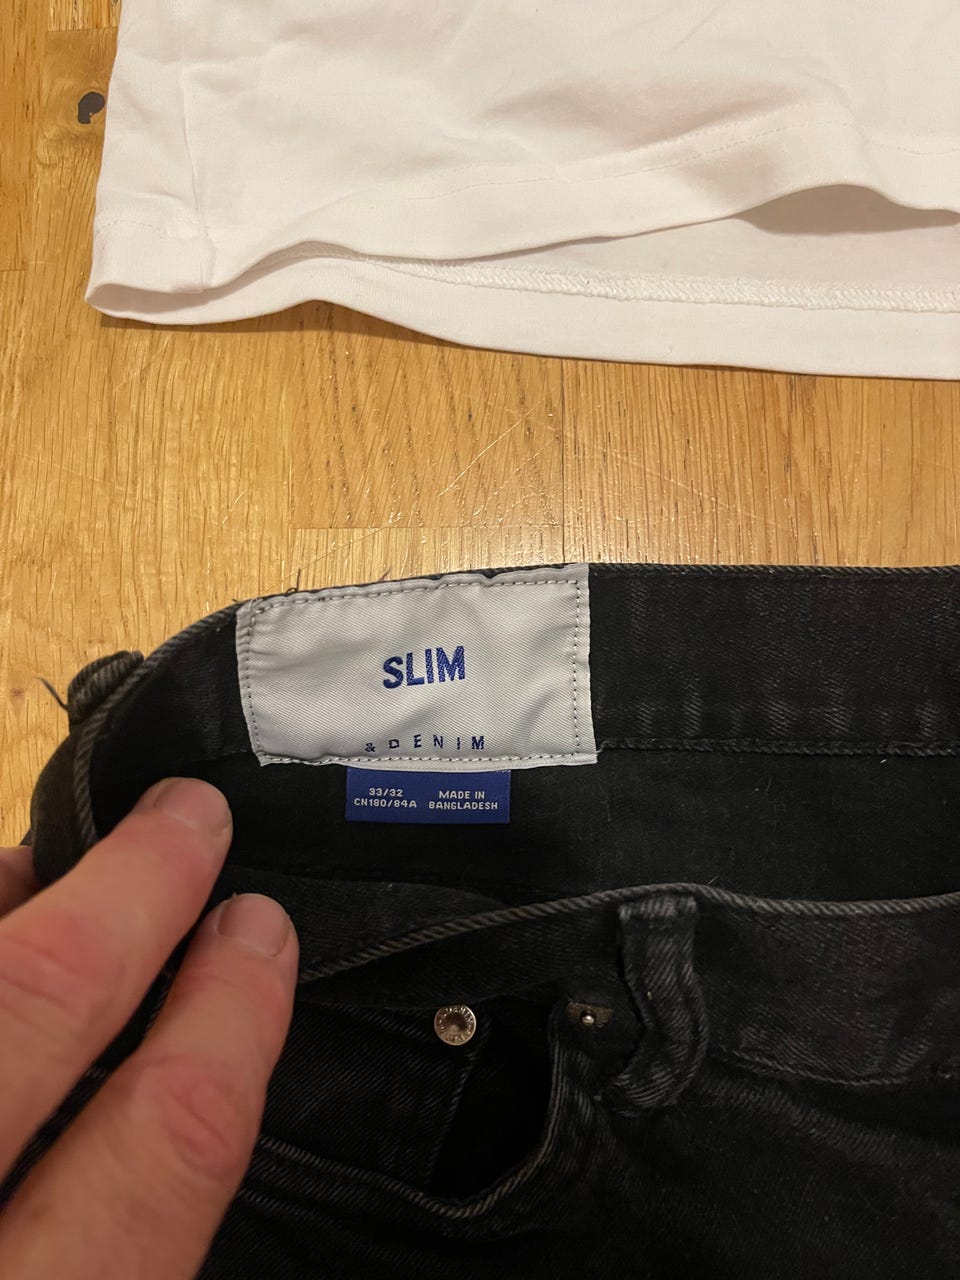 SLIM
& DENIM
33/32
CN180/84A
MADE IN
BANGLADESH